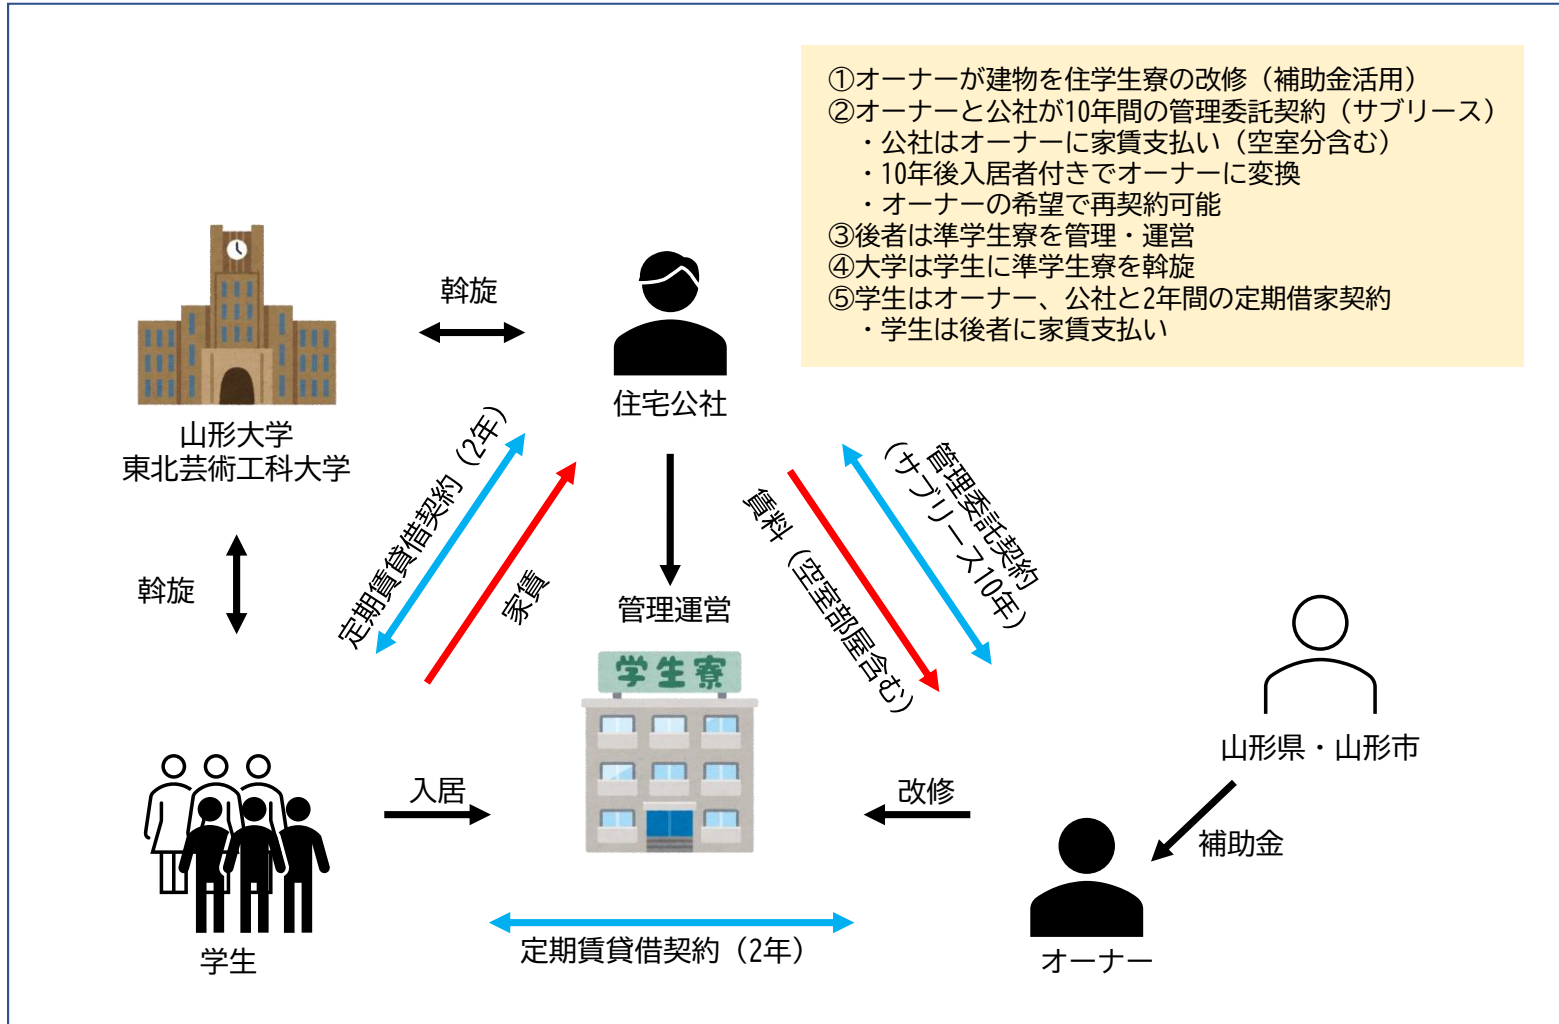 ①オーナーが建物を住学生寮の改修（補助金活用）
②オーナーと公社が10年間の管理委託契約（サブリース）
・公社はオーナーに家賃支払い（空室分含む）
・10年後入居者付きでオーナーに変換
・オーナーの希望で再契約可能
③後者は準学生寮を管理・運営
④大学は学生に準学生寮を斡旋
⑤学生はオーナー、公社と2年間の定期借家契約
・学生は後者に家賃支払い
斡旋
住宅公社
山形大学
東北芸術工科大学
定期賃貸借契約（2年）
家賃
賃料（空室部屋含む）
管理委託契約
（サブリース10年）
斡旋
管理運営
学生寮
山形県・山形市
入居
改修
補助金
定期賃貸借契約（2年）
学生
オーナー